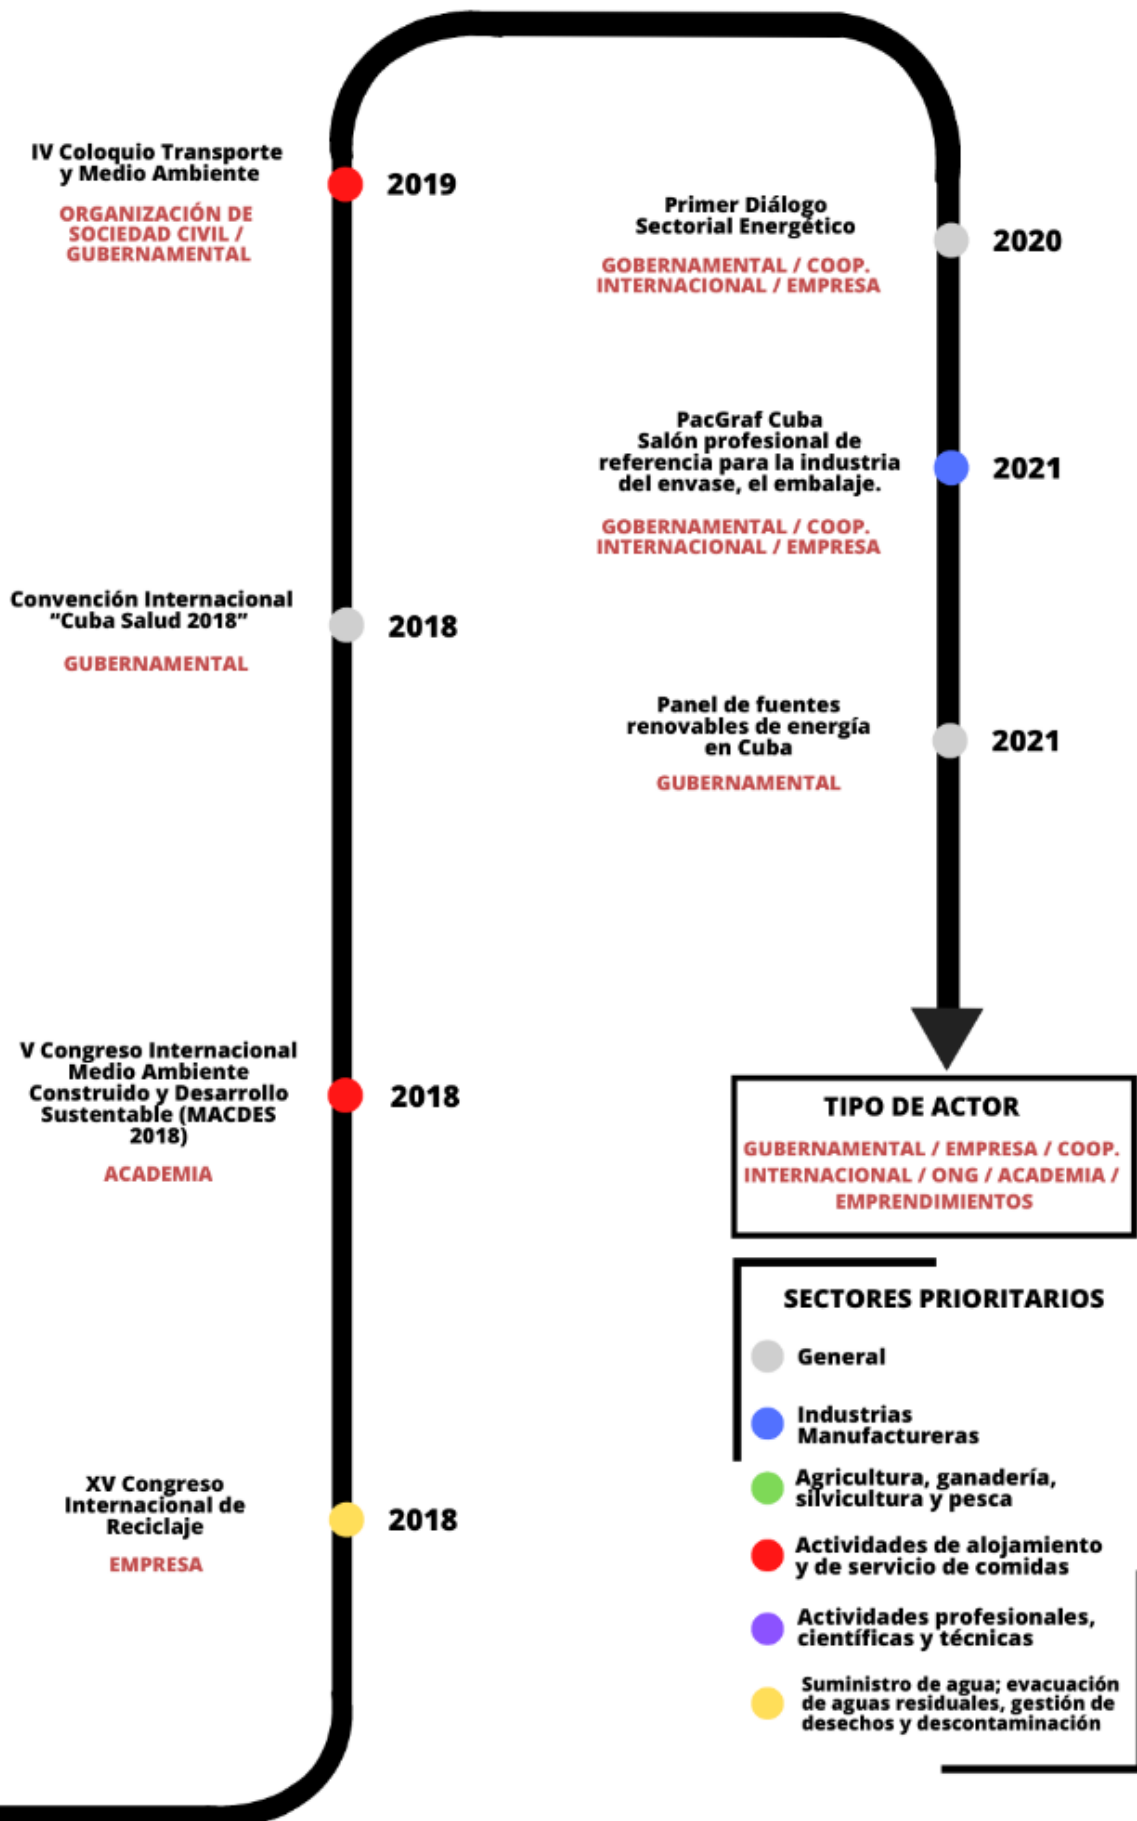 IV Coloquio Transporte
y Medio Ambiente
ORGANIZACIÓN DE
SOCIEDAD CIVIL /
GUBERNAMENTAL
2019
Convención Internacional
“Cuba Salud 2018”
GUBERNAMENTAL
2018
V Congreso Internacional
Medio Ambiente
Construido y Desarrollo
Sustentable (MACDES
2018)
ACADEMIA
2018
XV Congreso
Internacional de
Reciclaje
EMPRESA
2018
Primer Diálogo
Sectorial Energético
GOBERNAMENTAL / COOP.
INTERNACIONAL / EMPRESA
2020
PacGraf Cuba
Salón profesional de
referencia para la industria
del envase, el embalaje.
GOBERNAMENTAL / COOP.
INTERNACIONAL / EMPRESA
2021
Panel de fuentes
renovables de energía
en Cuba
GUBERNAMENTAL
2021
TIPO DE ACTOR
GUBERNAMENTAL / EMPRESA / COOP.
INTERNACIONAL / ONG / ACADEMIA /
EMPRENDIMIENTOS
SECTORES PRIORITARIOS
General
Industrias
Manufactureras
Agricultura, ganadería,
silvicultura y pesca
Actividades de alojamiento
y de servicio de comidas
Actividades profesionales,
científicas y técnicas
Suministro de agua; evacuación
de aguas residuales, gestión de
desechos y descontaminación